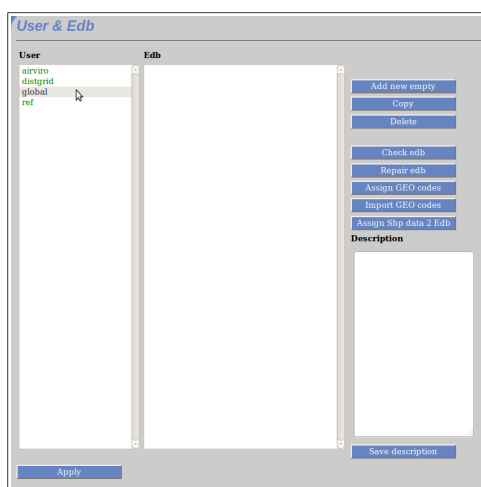 User & Edb
User
Edb
airviro
distgrid
global
ref
Add new empty
Copy
Delete
Check edb
Repair edb
Assign GEO codes
Import GEO codes
Assign Shp data 2 Edb
Description
Save description
Apply